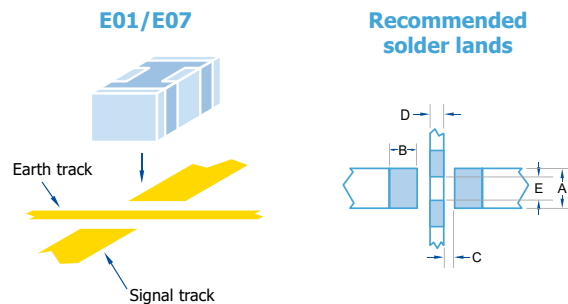 E01/E07
Recommended
solder lands
D
B
Earth track
E
A
C
Signal track